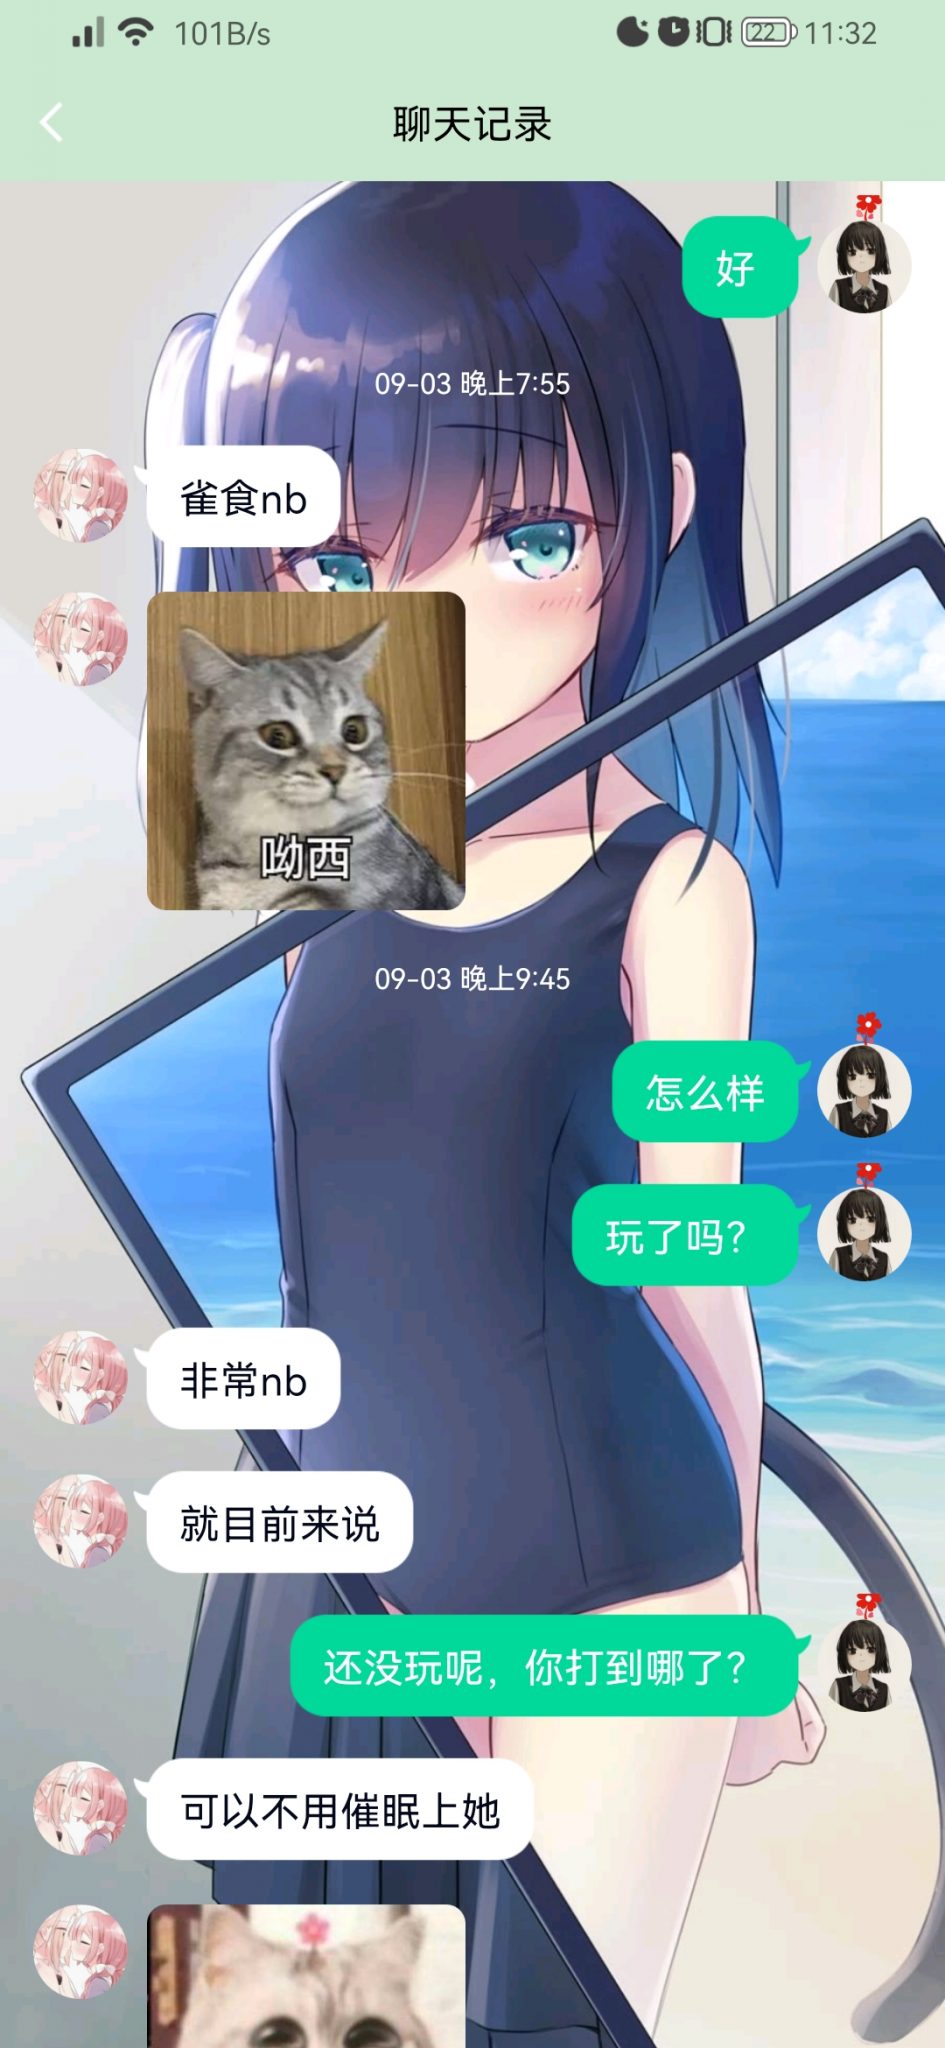 101B/s
22
11:32
聊天记录
好
09-03 晚上7:55
雀食nb
呦西
09-03 晚上9:45
怎么样
玩了吗？
非常nb
就目前来说
还没玩呢，你打到哪了？
可以不用催眠上她